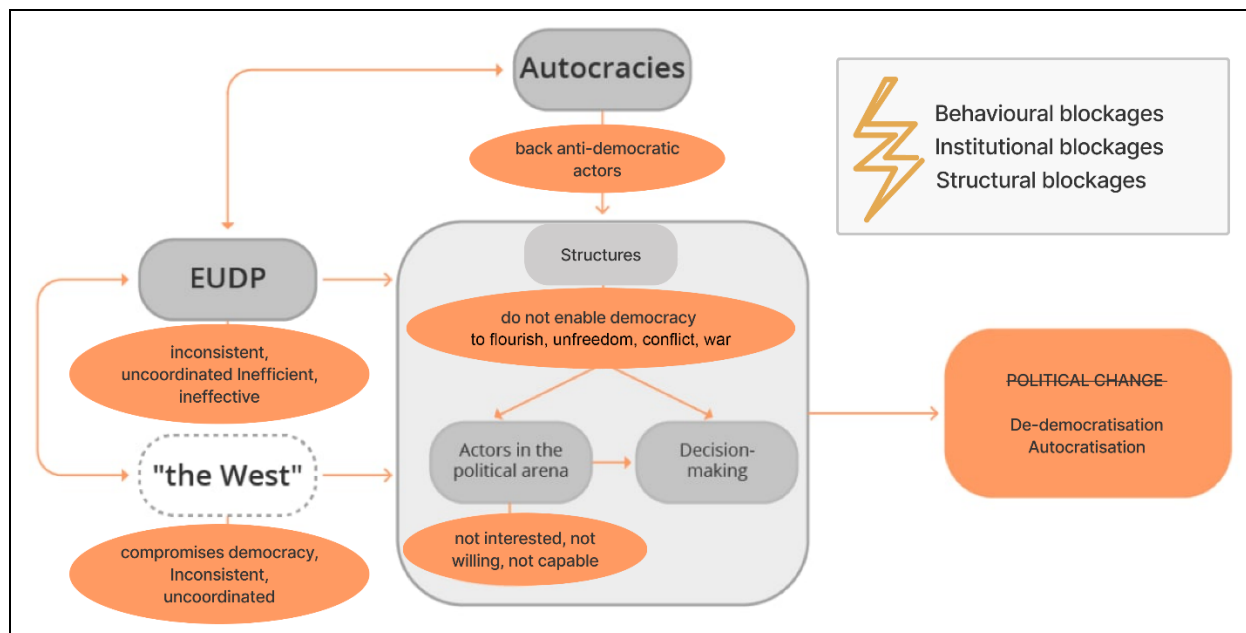 Autocracies
back anti-democratic
actors
Behavioural blockages
Institutional blockages
Structural blockages
Structures
EUDP
do not enable democracy
to flourish, unfreedom, conflict, war
inconsistent,
uncoordinated Inefficient,
ineffective
POLITICAL CHANGE
De-democratisation
Autocratisation
Actors in the
political arena
Decision-
making
"the West"
not interested, not
willing, not capable
compromises democracy,
Inconsistent,
uncoordinated